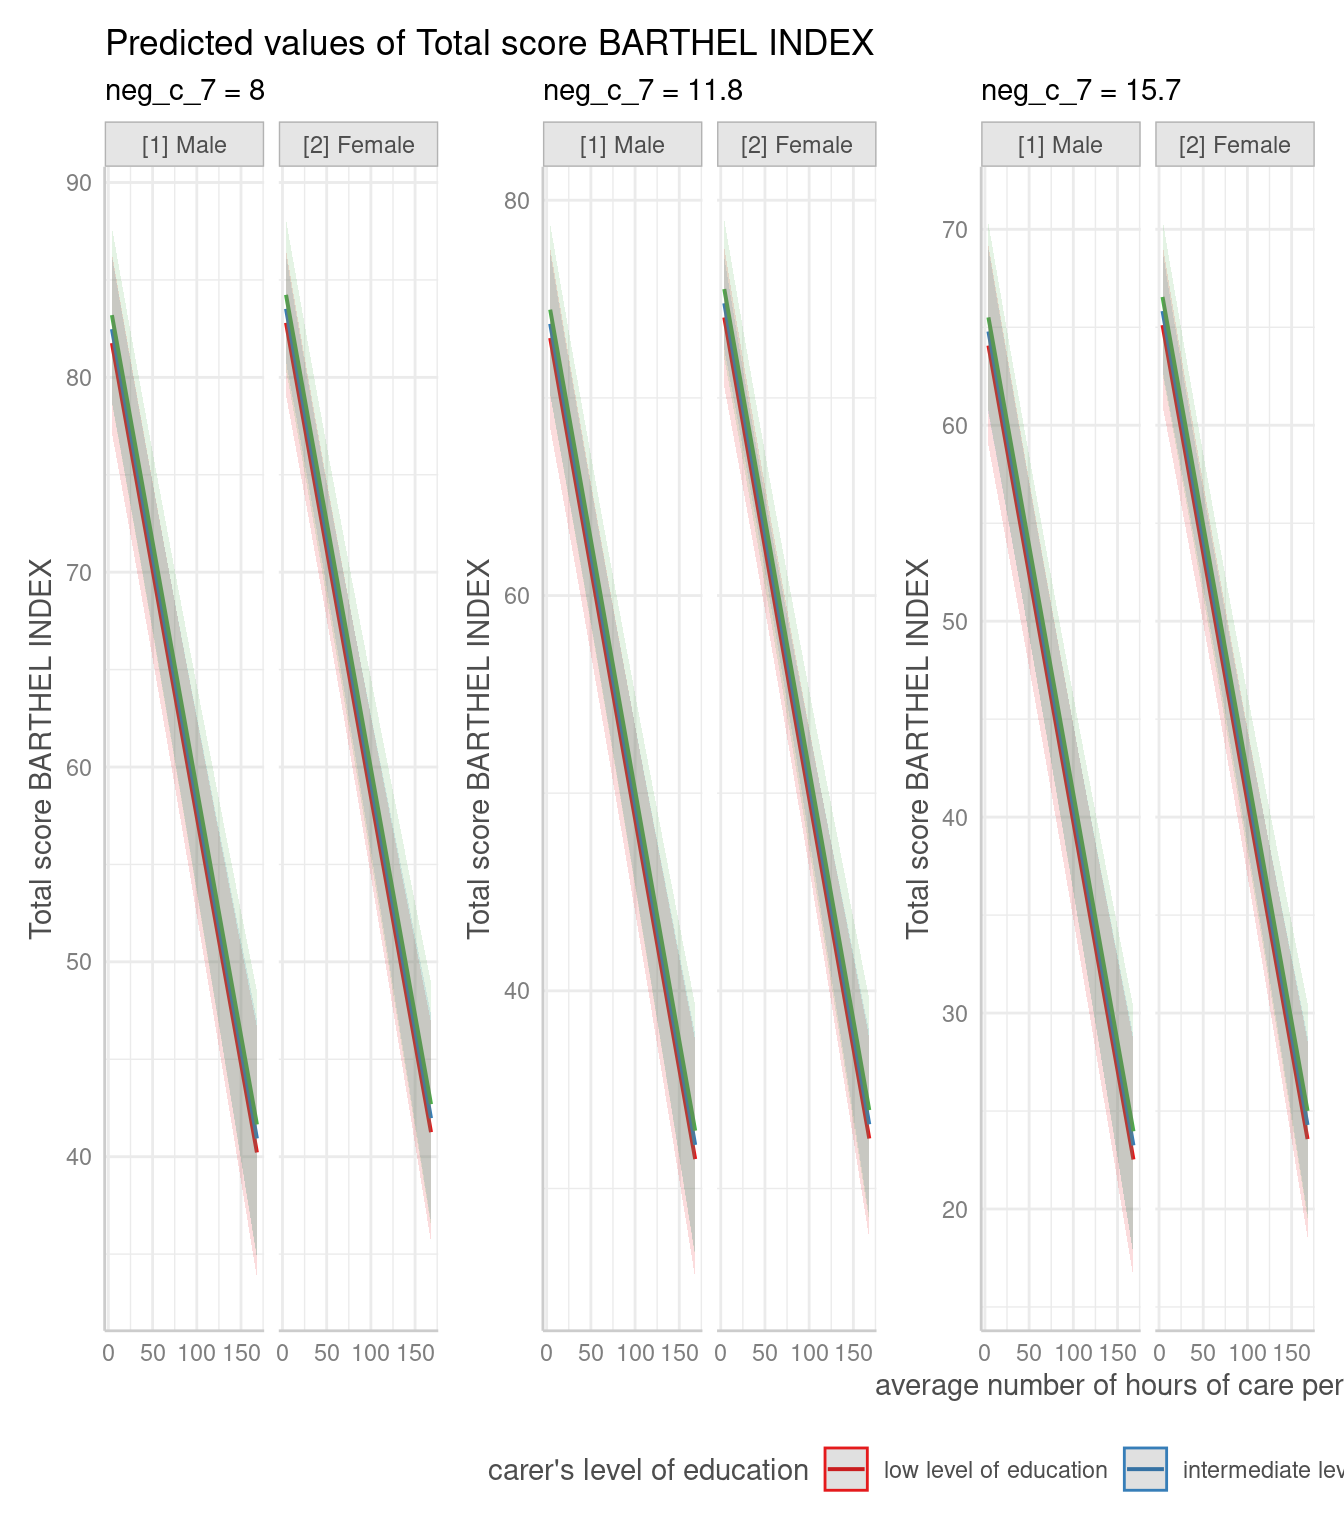 Predicted values of Total score BARTHEL INDEX
neg_c_7 = 8
neg_c_7 = 11.8
neg_c_7 = 15.7
[1] Male
[2] Female
[1] Male
[2] Female
[1] Male
[2] Female
Total score BARTHEL INDEX
90
80
70
60
50
40
Total score BARTHEL INDEX
80
60
40
Total score BARTHEL INDEX
70
60
50
40
30
20
0 50 100 150
0 50 100 150
0 50 100 150
0 50 100 150
0 50 100 150
0 50 100 150
average number of hours of care per
carer's level of education
low level of education
intermediate lev